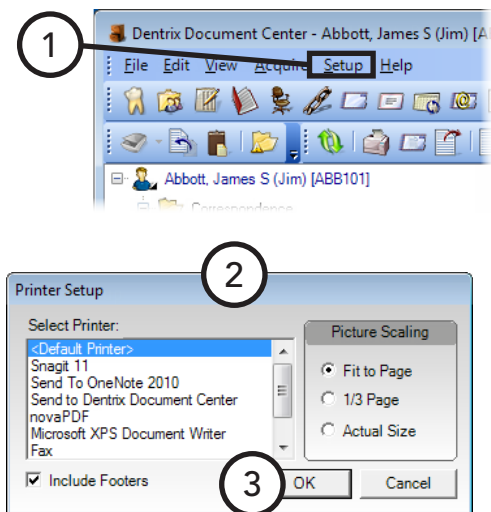 1
Dentrix Document Center - Abbott, James S (Jim) [A
File Edit View Acquire Setup Help
Abbott, James S (Jim) [ABB101]
Correspondence
2
Printer Setup
Select Printer:
<Default Printer>
Snagit 11
Send To OneNote 2010
Send to Dentrix Document Center
novaPDF
Microsoft XPS Document Writer
Fax
Picture Scaling
Fit to Page
1/3 Page
Actual Size
Include Footers
3
OK
Cancel